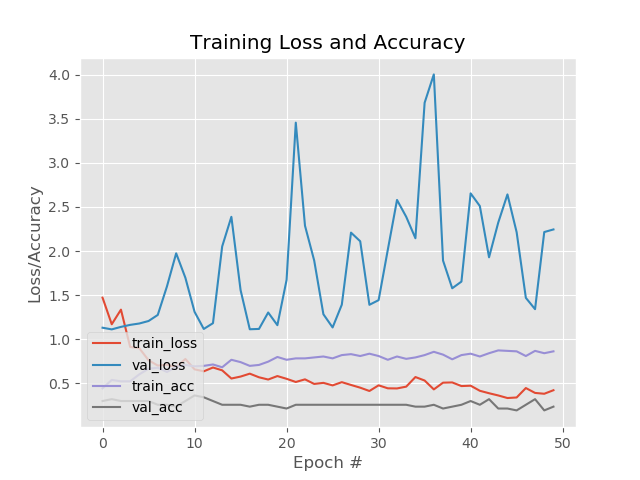 Training Loss and Accuracy
4.0
3.5
3.0
2.5
2.0
1.5
1.0
0.5
Loss/Accuracy
train_loss
val_loss
train_acc
val_acc
0 10 20 30 40 50
Epoch #